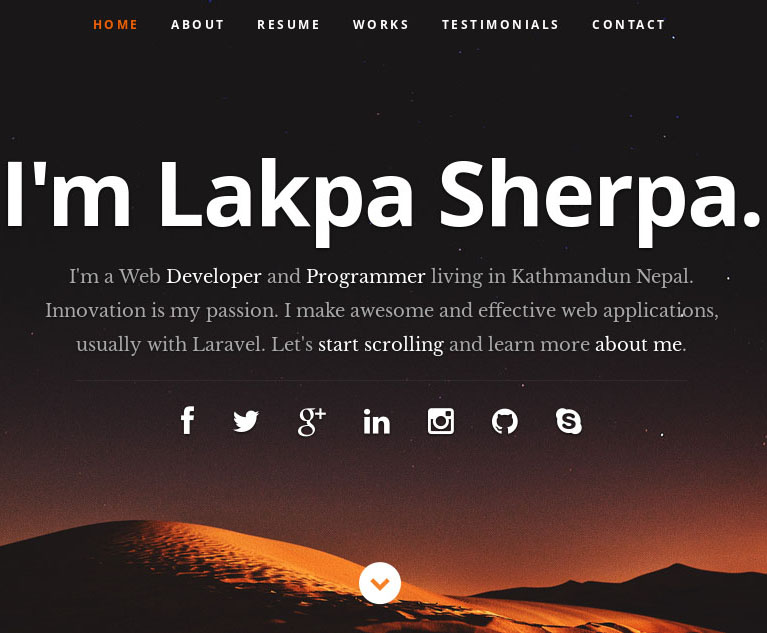 HOME ABOUT RESUME WORKS TESTIMONIALS CONTACT
I'm Lakpa Sherpa.
I'm a Web Developer and Programmer living in Kathmandun Nepal.
Innovation is my passion. I make awesome and effective web applications,
usually with Laravel. Let's start scrolling and learn more about me.